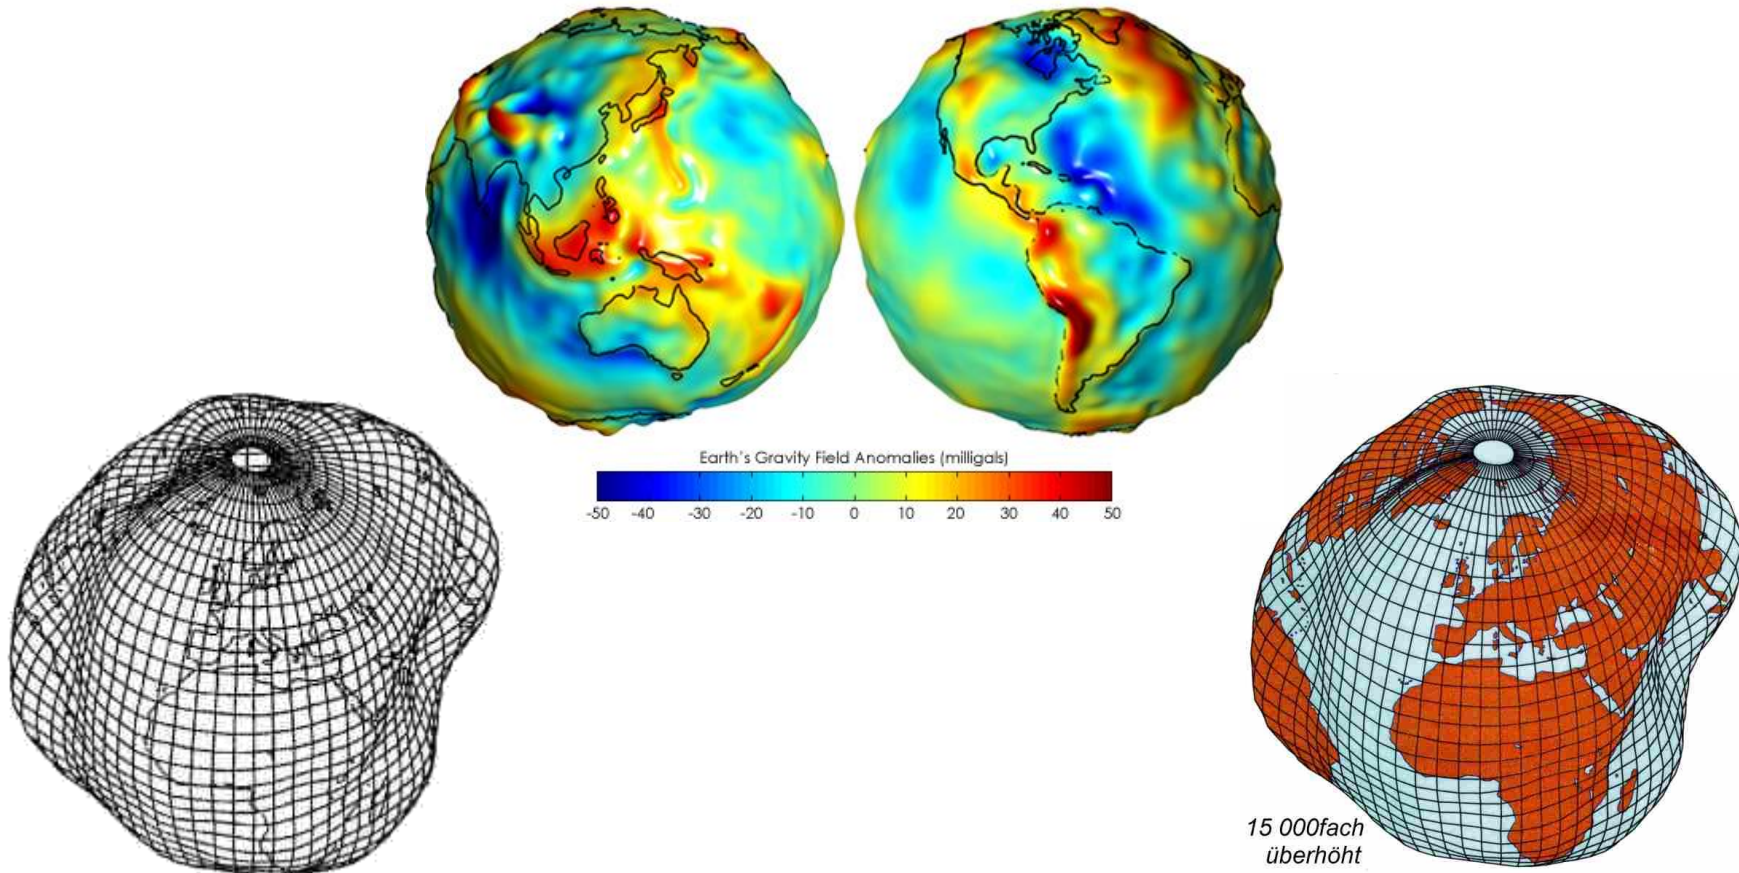 Earth's Gravity Field Anomalies (milligals)
-50 -40 -30 -20 -10 0 10 20 30 40 50
15 000fach
überhöht